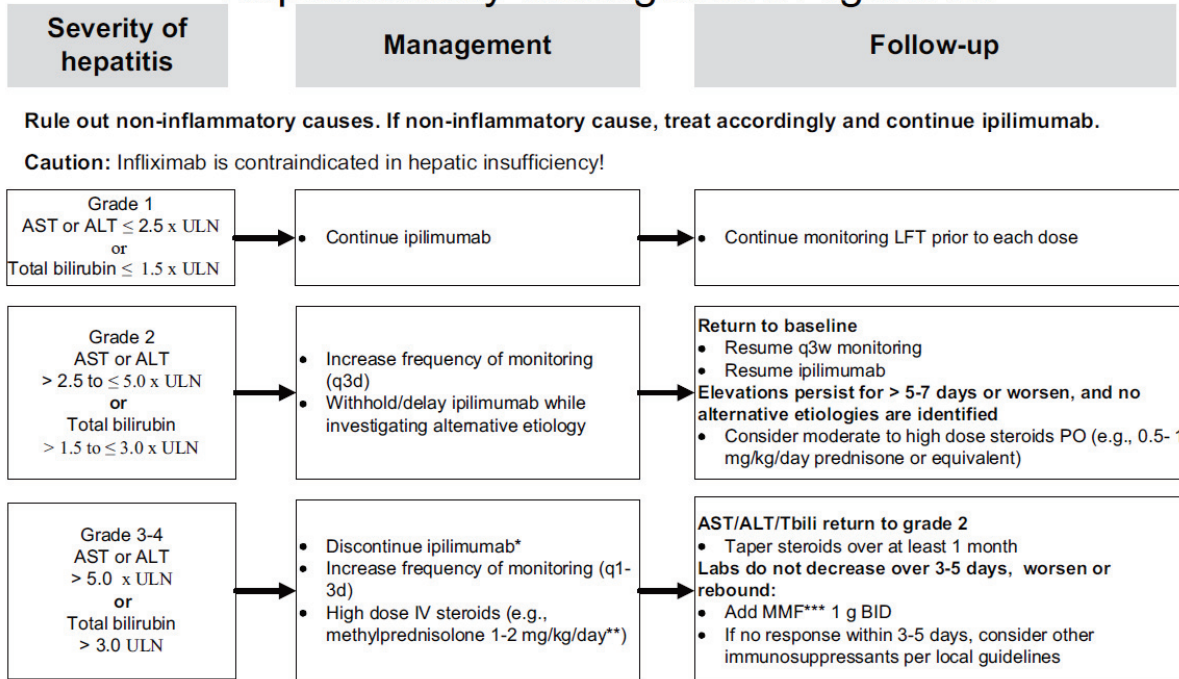 Severity of
hepatitis
Management
Follow-up
Rule out non-inflammatory causes. If non-inflammatory cause, treat accordingly and continue ipilimumab.
Caution: Infliximab is contraindicated in hepatic insufficiency!
Grade 1
AST or ALT ≤ 2.5 x ULN
or
Total bilirubin ≤ 1.5 x ULN
• Continue ipilimumab
• Continue monitoring LFT prior to each dose
Grade 2
AST or ALT
> 2.5 to ≤ 5.0 x ULN
or
Total bilirubin
> 1.5 to ≤ 3.0 x ULN
• Increase frequency of monitoring
(q3d)
• Withhold/delay ipilimumab while
investigating alternative etiology
Return to baseline
• Resume q3w monitoring
• Resume ipilimumab
Elevations persist for > 5-7 days or worsen, and no
alternative etiologies are identified
• Consider moderate to high dose steroids PO (e.g., 0.5- 1
mg/kg/day prednisone or equivalent)
Grade 3-4
AST or ALT
> 5.0 x ULN
or
Total bilirubin
> 3.0 ULN
• Discontinue ipilimumab*
• Increase frequency of monitoring (q1-
3d)
• High dose IV steroids (e.g.,
methylprednisolone 1-2 mg/kg/day**)
AST/ALT/Tbili return to grade 2
• Taper steroids over at least 1 month
Labs do not decrease over 3-5 days, worsen or
rebound:
• Add MMF*** 1 g BID
• If no response within 3-5 days, consider other
immunosuppressants per local guidelines